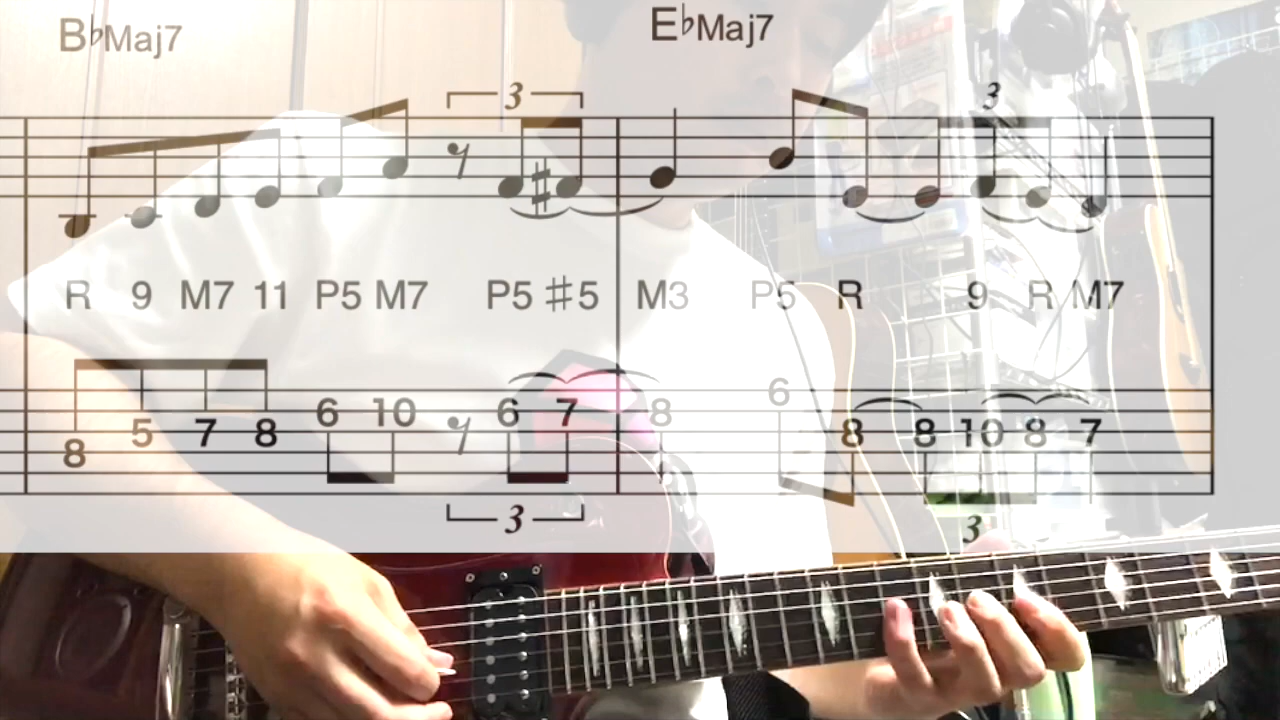 B♭Maj7 E♭Maj7
3 3
R 9 M7 11 P5 M7 P5 ♯5 M3 P5 R 9 R M7
6
6 10 6 7 8
5 7 8 8 8 10 8 7
8
3 3